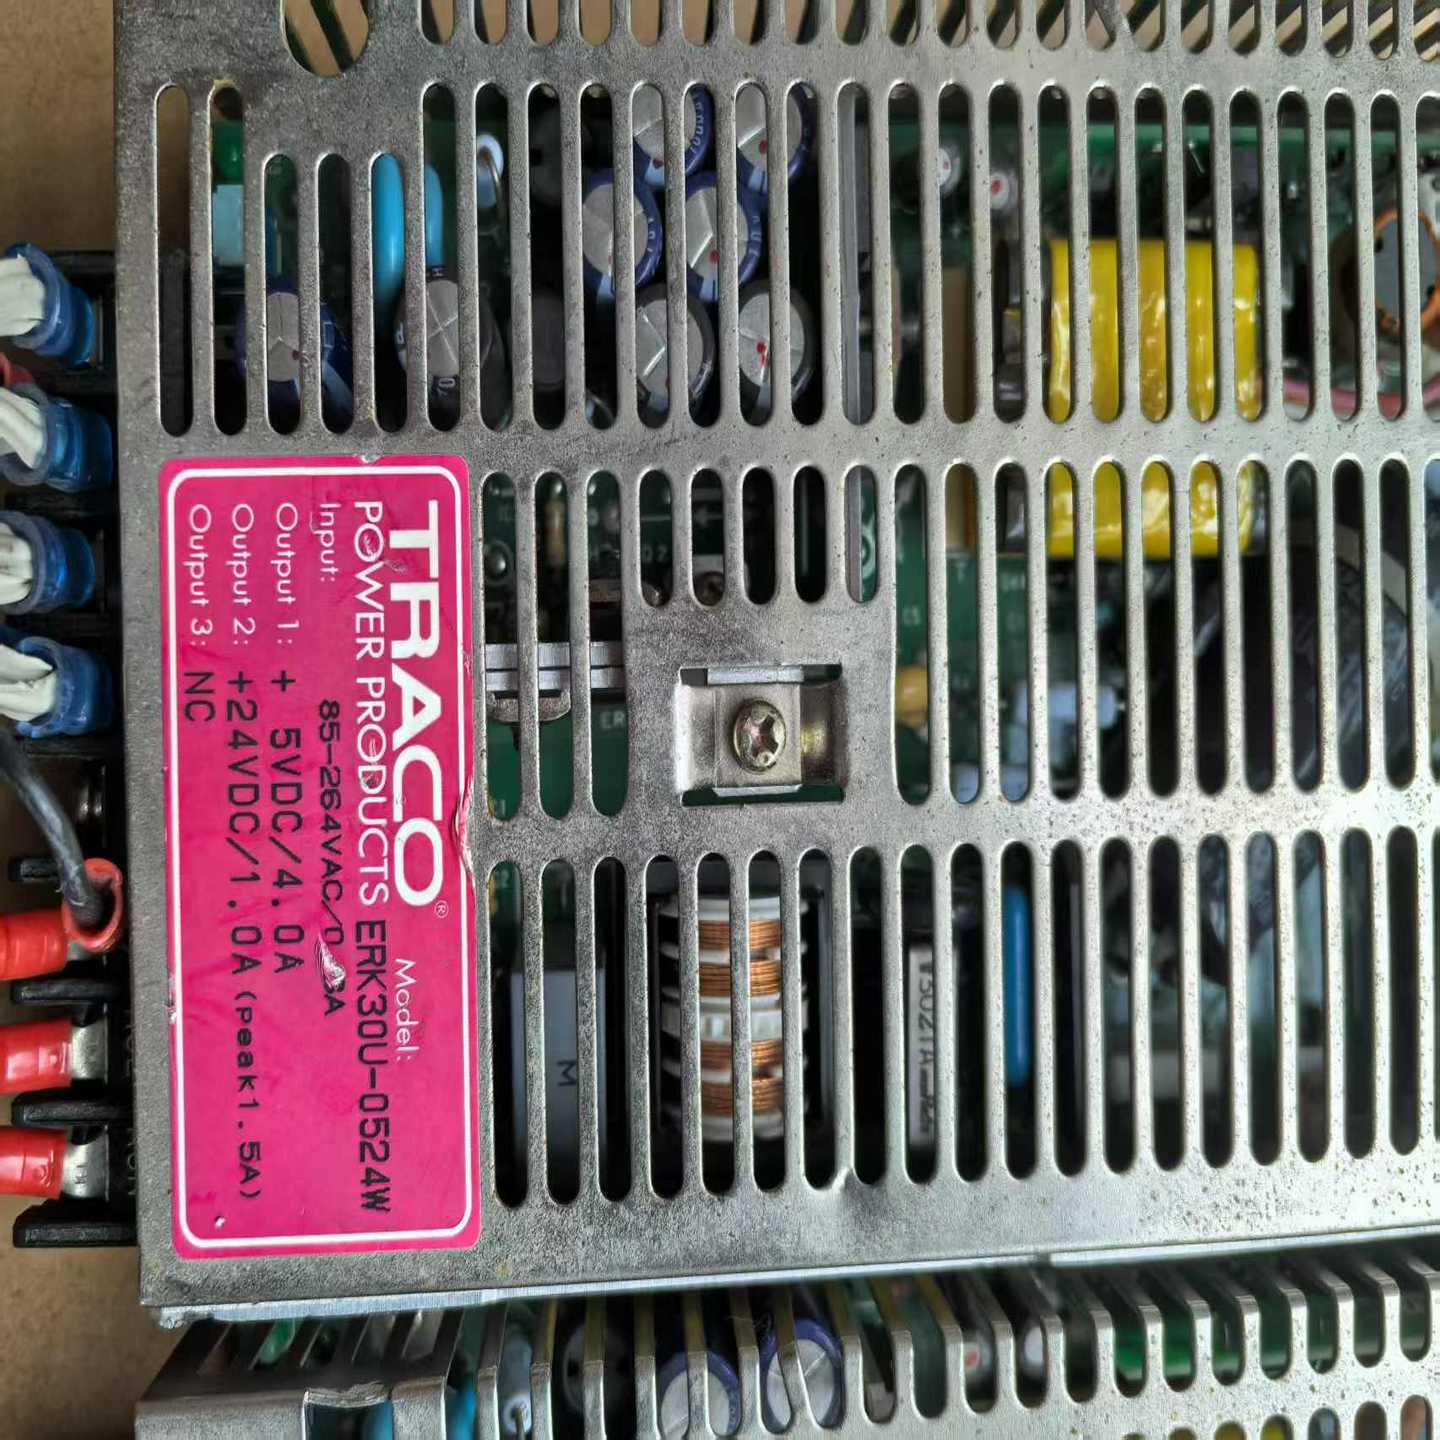 TRACO®
Model:
POWER PRODUCTS ERK30U-0524W
Input: 85-264VAC/0 A
Output 1: + 5VDC/4.0A
Output 2: +24VDC/1.0A (Peak1.5A)
Output 3: NC
M